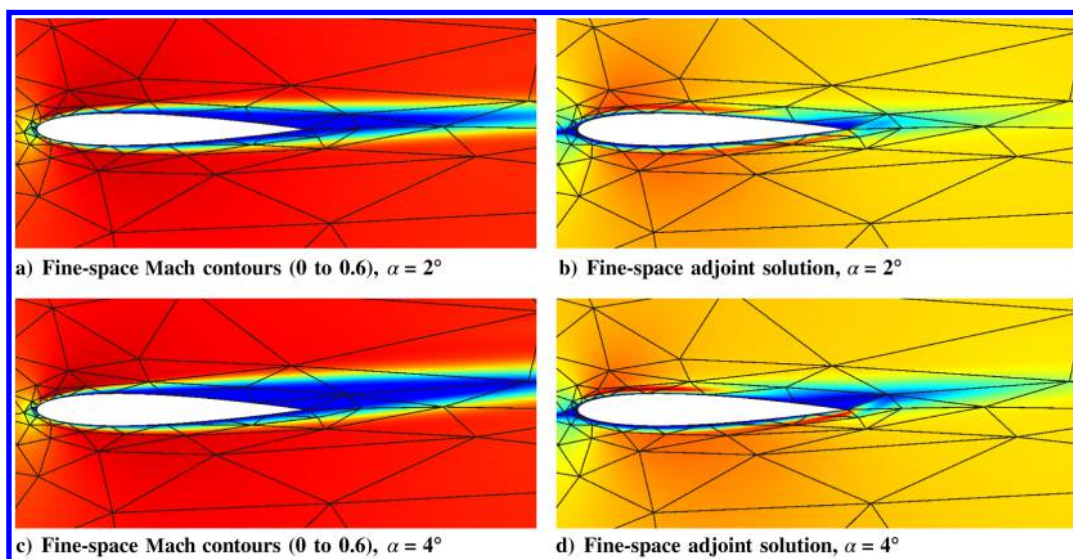 a) Fine-space Mach contours (0 to 0.6), α = 2°
b) Fine-space adjoint solution, α = 2°
c) Fine-space Mach contours (0 to 0.6), α = 4°
d) Fine-space adjoint solution, α = 4°